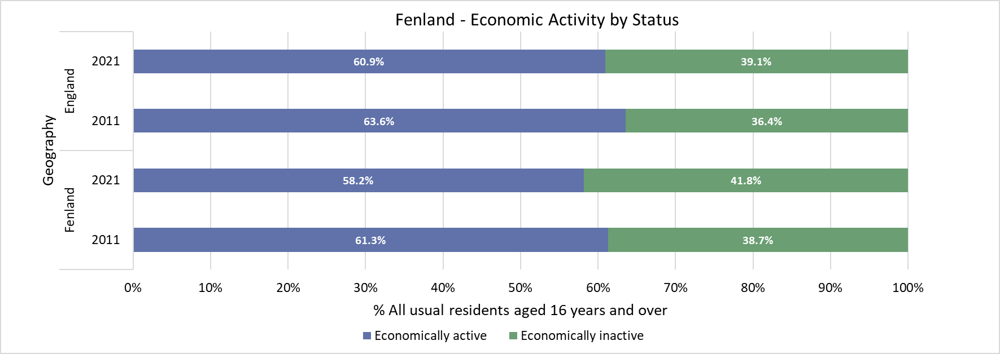 Fenland - Economic Activity by Status
Geography
England
2021
60.9%
39.1%
2011
63.6%
36.4%
Fenland
2021
58.2%
41.8%
2011
61.3%
38.7%
0% 10% 20% 30% 40% 50% 60% 70% 80% 90% 100%
% All usual residents aged 16 years and over
Economically active Economically inactive